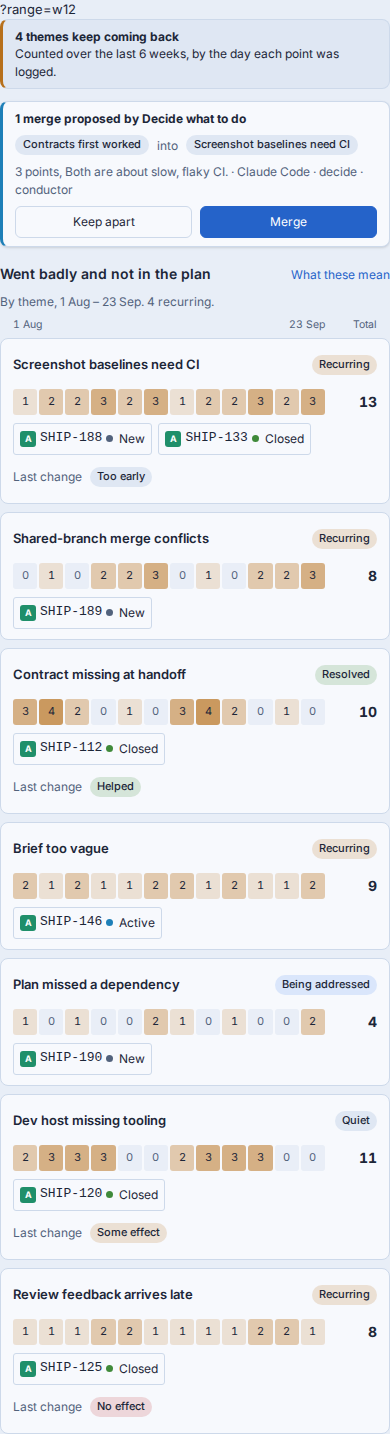 ?range=w12
4 themes keep coming back
Counted over the last 6 weeks, by the day each point was
logged.
1 merge proposed by Decide what to do
Contracts first worked into Screenshot baselines need CI
3 points, Both are about slow, flaky CI. · Claude Code · decide ·
conductor
Keep apart Merge
Went badly and not in the plan What these mean
By theme, 1 Aug – 23 Sep. 4 recurring.
1 Aug 23 Sep Total
Screenshot baselines need CI Recurring
1 2 2 3 2 3 1 2 2 3 2 3 13
A SHIP-188 New A SHIP-133 Closed
Last change Too early
Shared-branch merge conflicts Recurring
0 1 0 2 2 3 0 1 0 2 2 3 8
A SHIP-189 New
Contract missing at handoff Resolved
3 4 2 0 1 0 3 4 2 0 1 0 10
A SHIP-112 Closed
Last change Helped
Brief too vague Recurring
2 1 2 1 1 2 2 1 2 1 1 2 9
A SHIP-146 Active
Plan missed a dependency Being addressed
1 0 1 0 0 2 1 0 1 0 0 2 4
A SHIP-190 New
Dev host missing tooling Quiet
2 3 3 3 0 0 2 3 3 3 0 0 11
A SHIP-120 Closed
Last change Some effect
Review feedback arrives late Recurring
1 1 1 2 2 1 1 1 1 2 2 1 8
A SHIP-125 Closed
Last change No effect